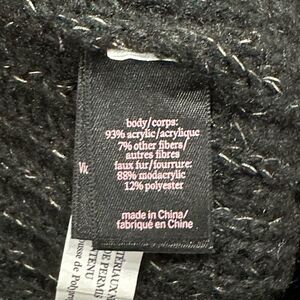 body/corps:
93% acrylic/acrylique
7% other fibers/
autres fibres
faux fur/fourrure:
88% modacrylic
12% polyester
made in China/
fabriqué en Chine